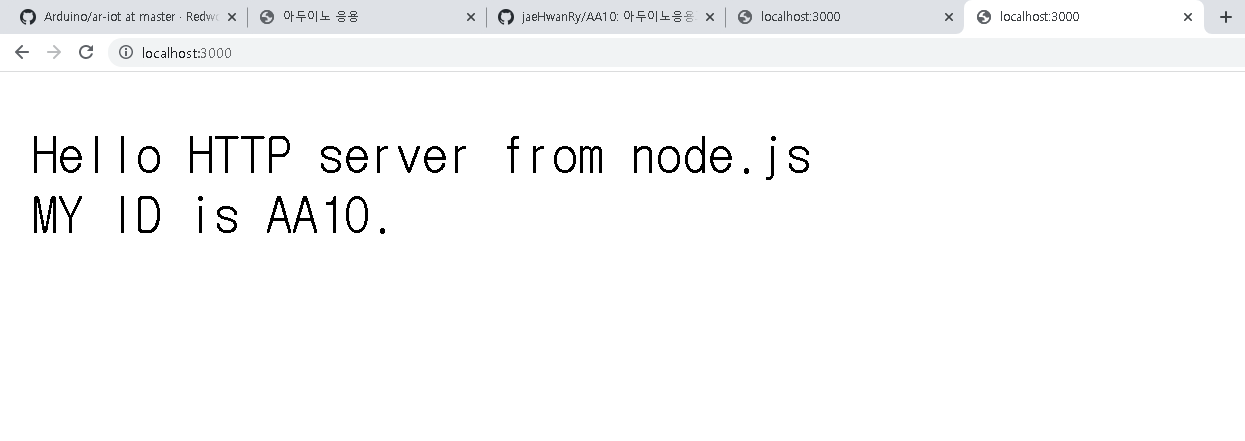 Arduino/ar-iot at master · Redw
아두이노 응용
jaeHwanRy/AA10: 아두이노응용
localhost:3000
localhost:3000
localhost:3000
Hello HTTP server from node.js
MY ID is AA10.